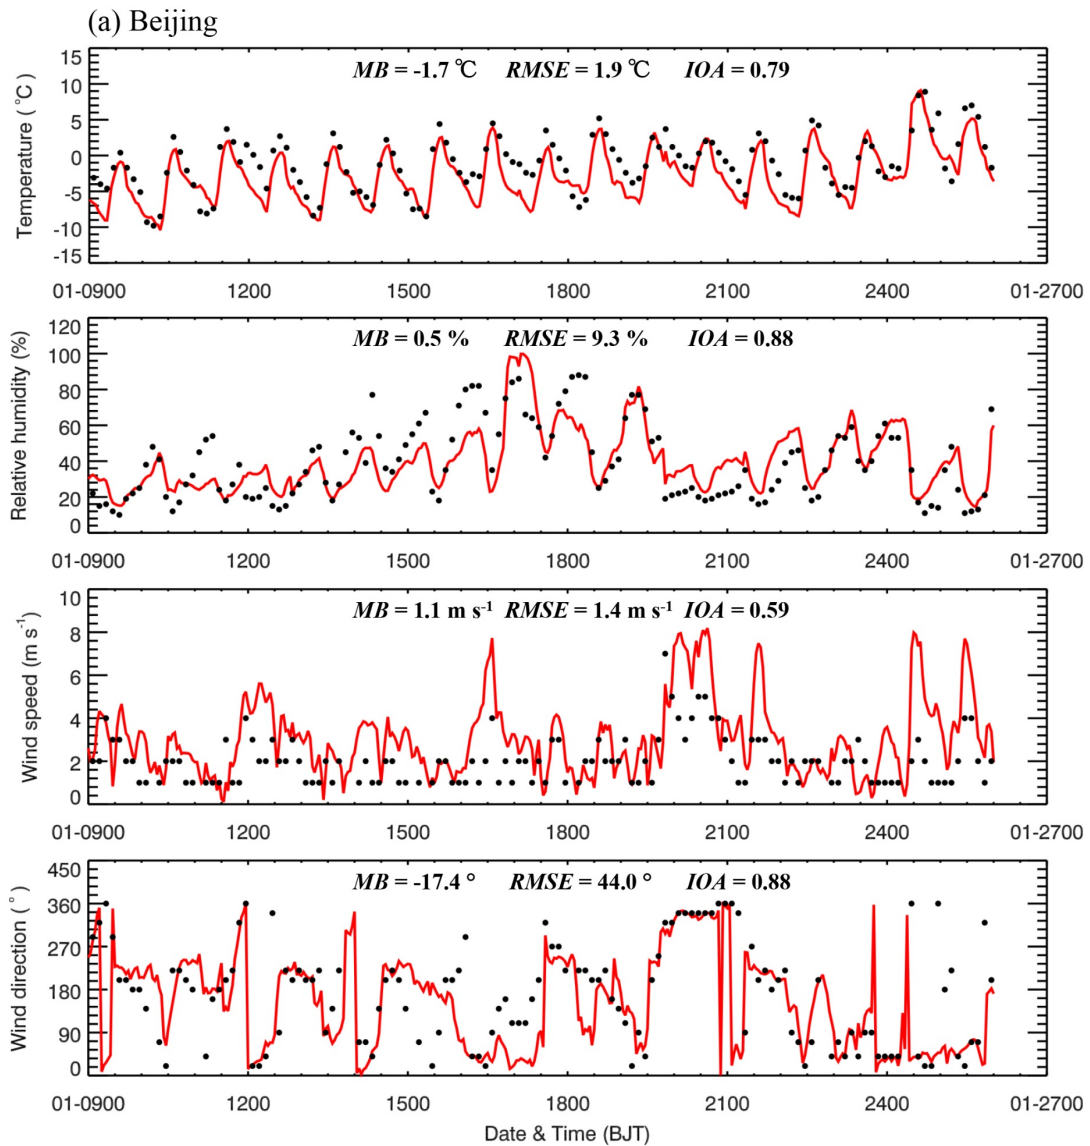 (a) Beijing
MB = -1.7 ℃ RMSE = 1.9 ℃ IOA = 0.79
Temperature (°C)
15
10
5
0
-5
-10
-15
01-0900 1200 1500 1800 2100 2400 01-2700
MB = 0.5 % RMSE = 9.3 % IOA = 0.88
Relative humidity (%)
120
100
80
60
40
20
0
01-0900 1200 1500 1800 2100 2400 01-2700
MB = 1.1 m s-1 RMSE = 1.4 m s-1 IOA = 0.59
Wind speed (m s-1)
10
8
6
4
2
0
01-0900 1200 1500 1800 2100 2400 01-2700
MB = -17.4 ° RMSE = 44.0 ° IOA = 0.88
Wind direction (°)
450
360
270
180
90
0
01-0900 1200 1500 1800 2100 2400 01-2700
Date & Time (BJT)